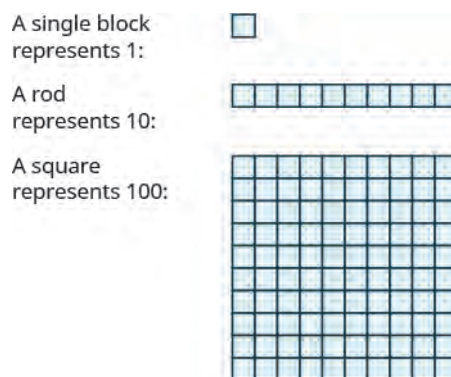 A single block
represents 1:
A rod
represents 10:
A square
represents 100: